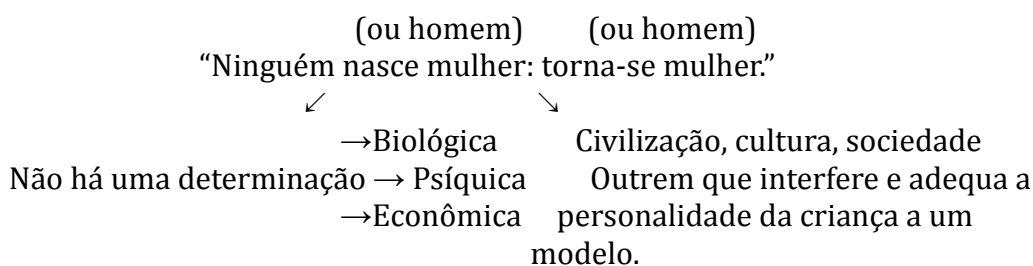 (ou homem) (ou homem)
“Ninguém nasce mulher: torna-se mulher.”
↙ ↘
→Biológica Civilização, cultura, sociedade
Não há uma determinação → Psíquica Outrem que interfere e adequa a
→Econômica personalidade da criança a um
modelo.